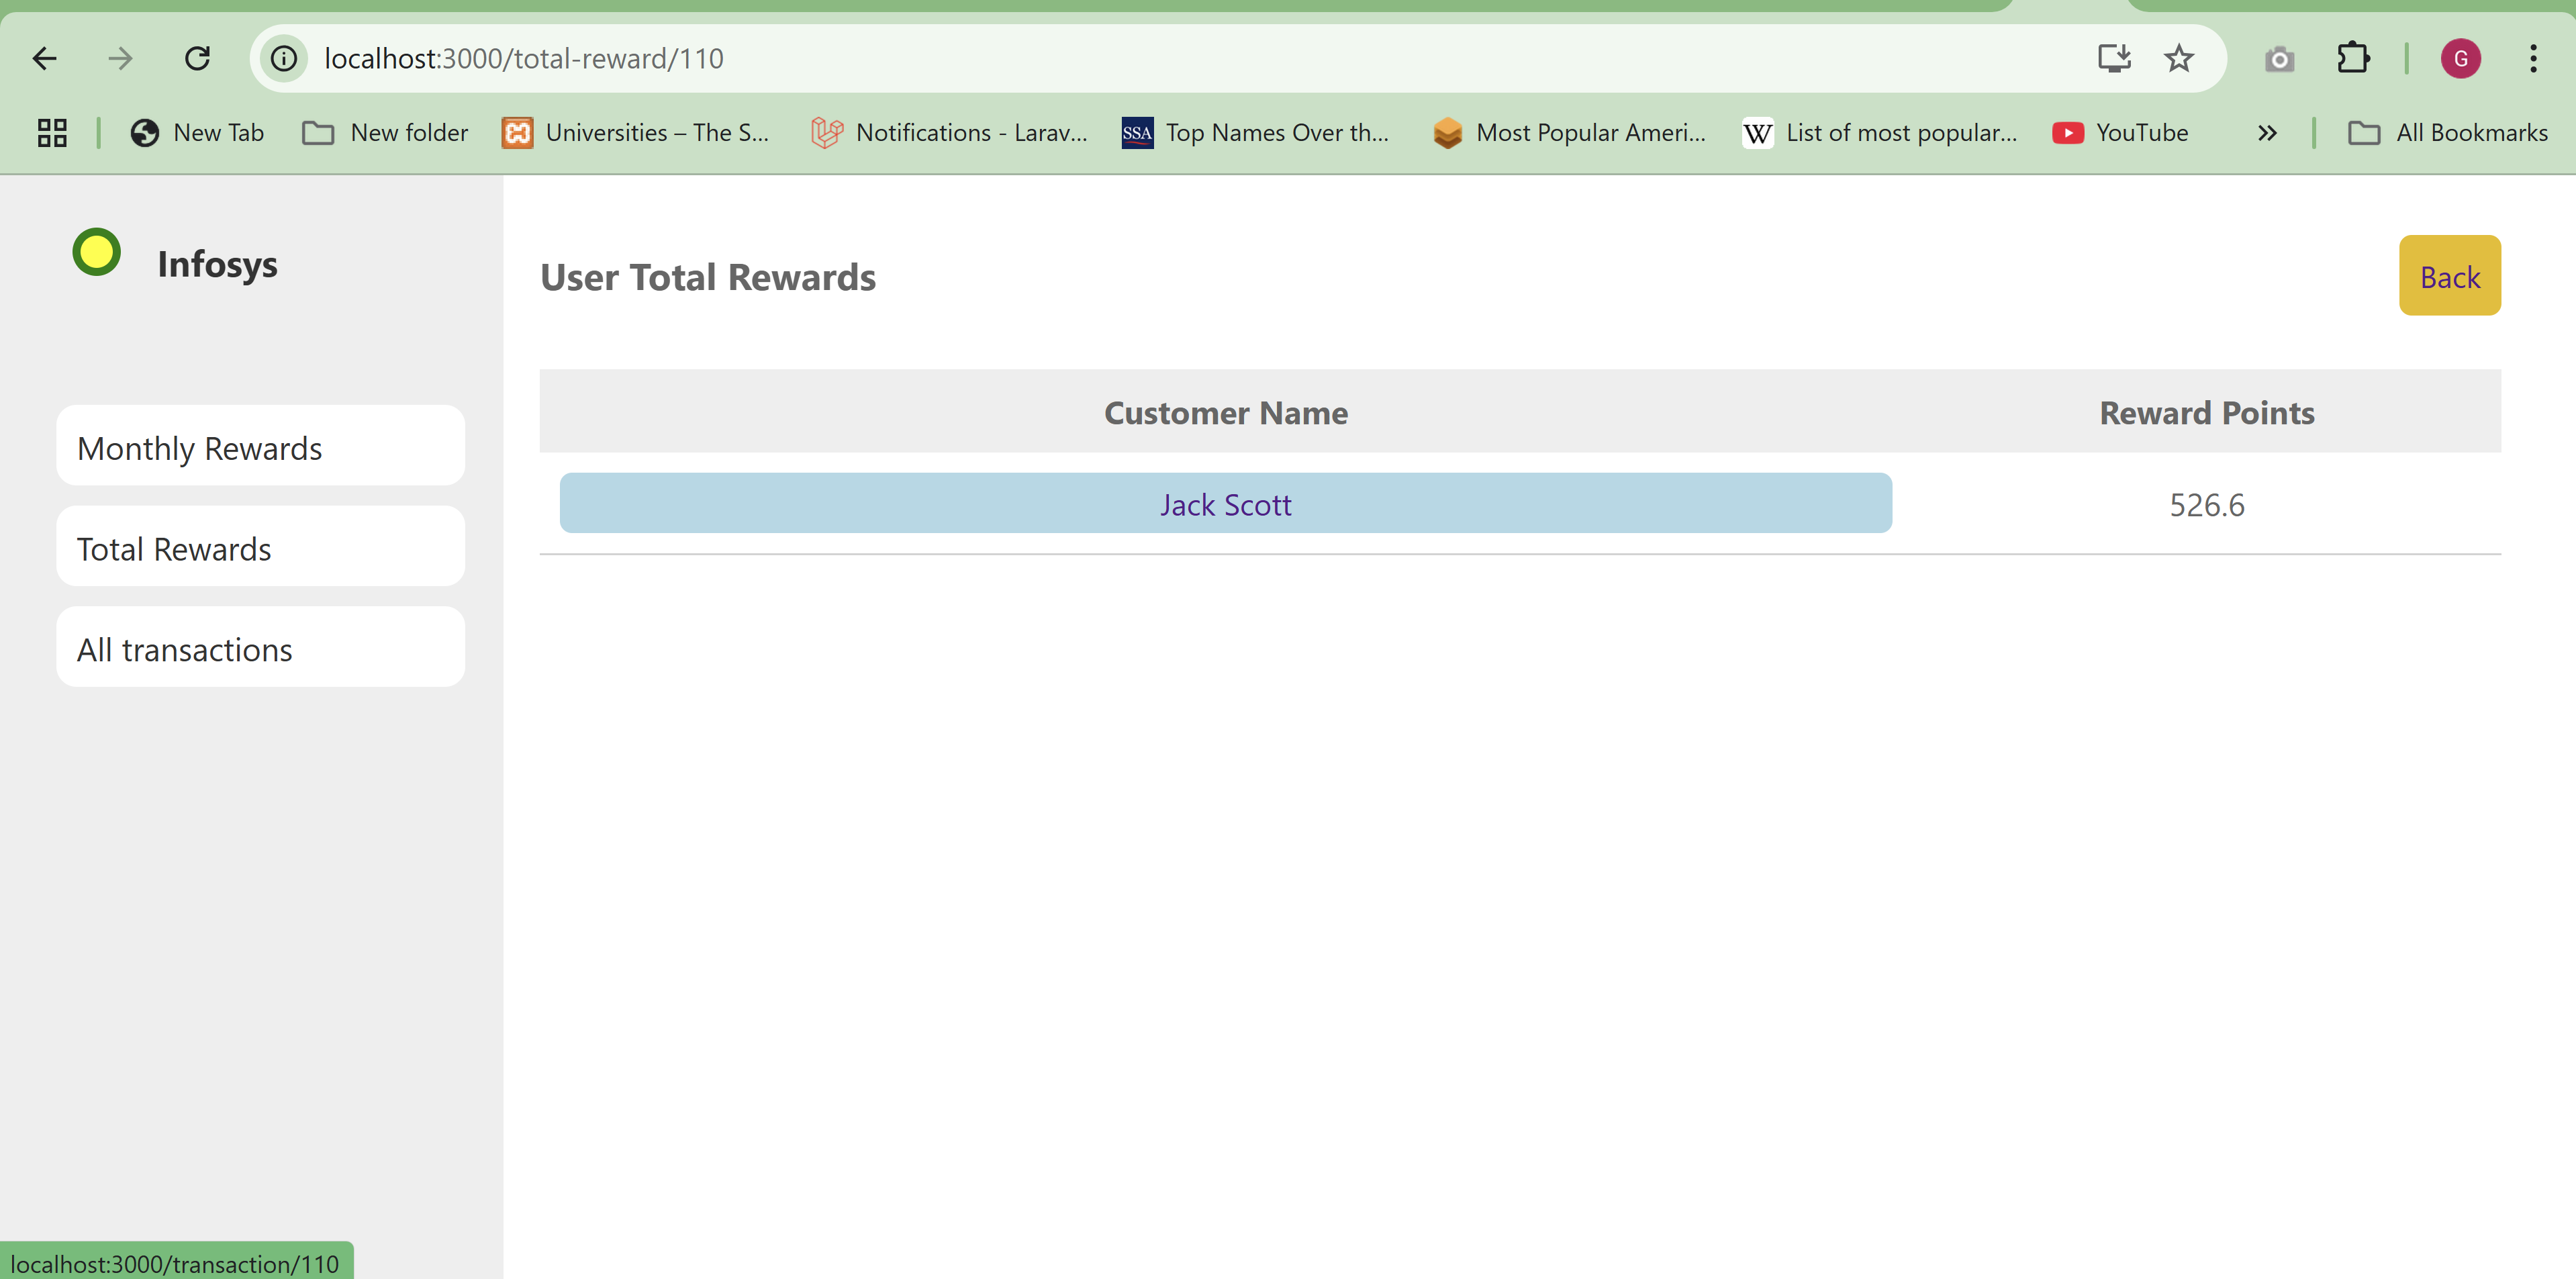 localhost:3000/total-reward/110
G
New Tab
New folder
Universities – The S...
Notifications - Larav...
SSA
Top Names Over th...
Most Popular Ameri...
W
List of most popular...
YouTube
All Bookmarks
Infosys
Monthly Rewards
Total Rewards
All transactions
User Total Rewards
Back
Customer Name Reward Points
Jack Scott 526.6
localhost:3000/transaction/110